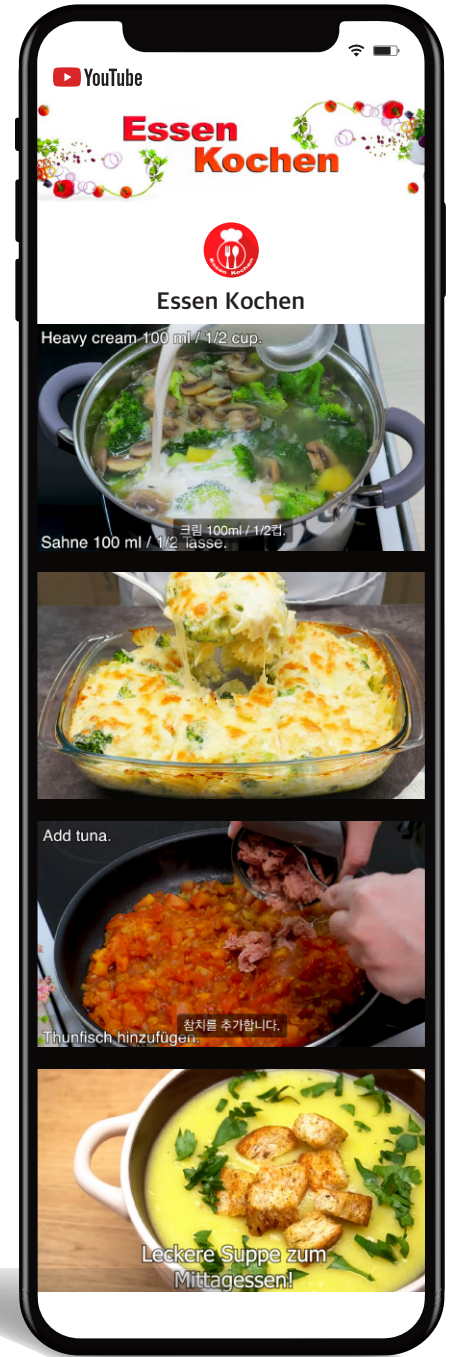 YouTube
Essen
Kochen
Essen Kochen
Essen Kochen
Heavy cream 100 ml / 1/2 cup.
크림 100ml / 1/2컵.
Sahne 100 ml / 1/2 Tasse.
Add tuna.
참치를 추가합니다.
Thunfisch hinzufügen.
Leckere Suppe zum
Mittagessen!